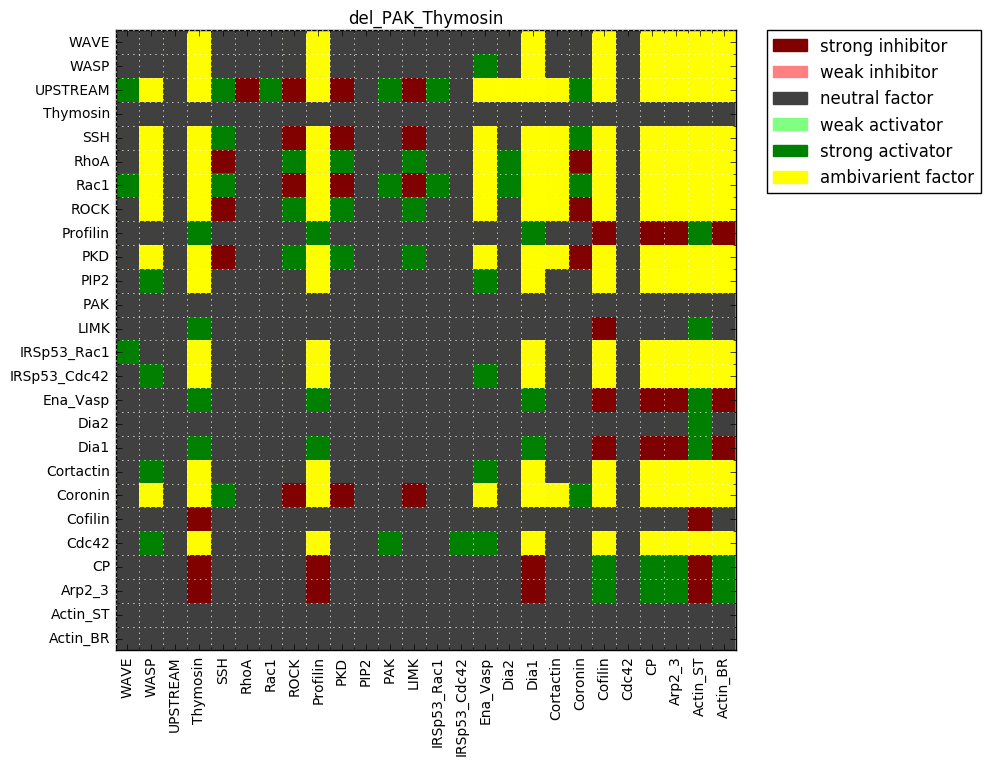 del_PAK_Thymosin
strong inhibitor
weak inhibitor
neutral factor
weak activator
strong activator
ambivarient factor
WAVE
WASP
UPSTREAM
Thymosin
SSH
RhoA
Rac1
ROCK
Profilin
PKD
PIP2
PAK
LIMK
IRSp53_Rac1
IRSp53_Cdc42
Ena_Vasp
Dia2
Dia1
Cortactin
Coronin
Cofilin
Cdc42
CP
Arp2_3
Actin_ST
Actin_BR
WAVE
WASP
UPSTREAM
Thymosin
SSH
RhoA
Rac1
ROCK
Profilin
PKD
PIP2
PAK
LIMK
IRSp53_Rac1
IRSp53_Cdc42
Ena_Vasp
Dia2
Dia1
Cortactin
Coronin
Cofilin
Cdc42
CP
Arp2_3
Actin_ST
Actin_BR